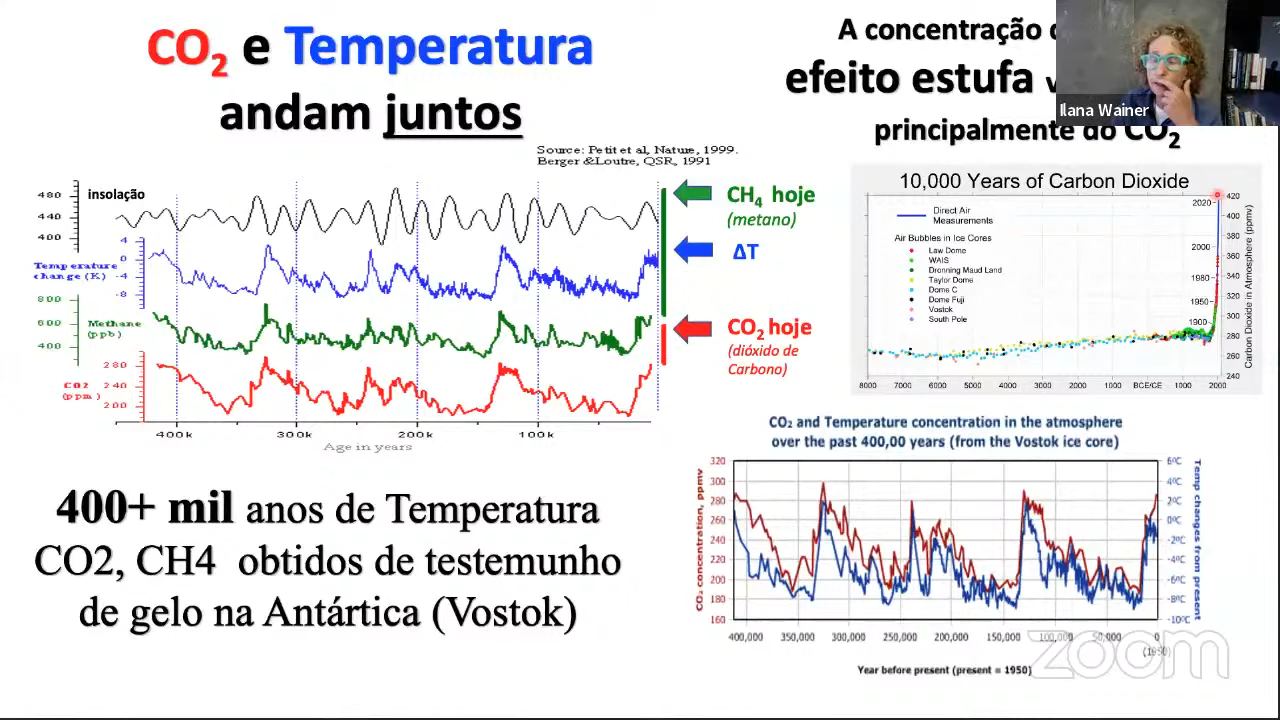 CO2 e Temperatura
andam juntos
Source: Petit et al, Nature, 1999.
Berger & Loutre, QSR, 1991
insolação
480
440
400
4
0
-4
-8
Temperature
change (K)
800
600
400
Methane
(ppb)
280
240
200
CO2
(ppm)
400k
300k
200k
100k
Age in years
CH4 hoje
(metano)
ΔT
CO2 hoje
(dióxido de
Carbono)
400+ mil anos de Temperatura
CO2, CH4 obtidos de testemunho
de gelo na Antártica (Vostok)
A concentração
efeito estufa
principalmente do CO2
Ilana Wainer
10,000 Years of Carbon Dioxide
Direct Air
Measurements
Air Bubbles in Ice Cores
Law Dome
WAIS
Dronning Maud Land
Taylor Dome
Dome C
Dome Fuji
Vostok
South Pole
2020
2000
1980
1950
1900
420
400
380
360
340
320
300
280
260
240
Carbon Dioxide in Atmosphere (ppmv)
8000 7000 6000 5000 4000 3000 2000 1000 BCE/CE 1000 2000
CO2 and Temperature concentration in the atmosphere
over the past 400,00 years (from the Vostok ice core)
320
300
280
260
240
220
200
180
160
CO2 concentration, ppmv
6ºC
4ºC
2ºC
0ºC
-2ºC
-4ºC
-6ºC
-8ºC
-10ºC
Temp changes from present
400,000 350,000 300,000 250,000 200,000 150,000 100,000 50,000 0
(1950)
Year before present (present = 1950)
zoom